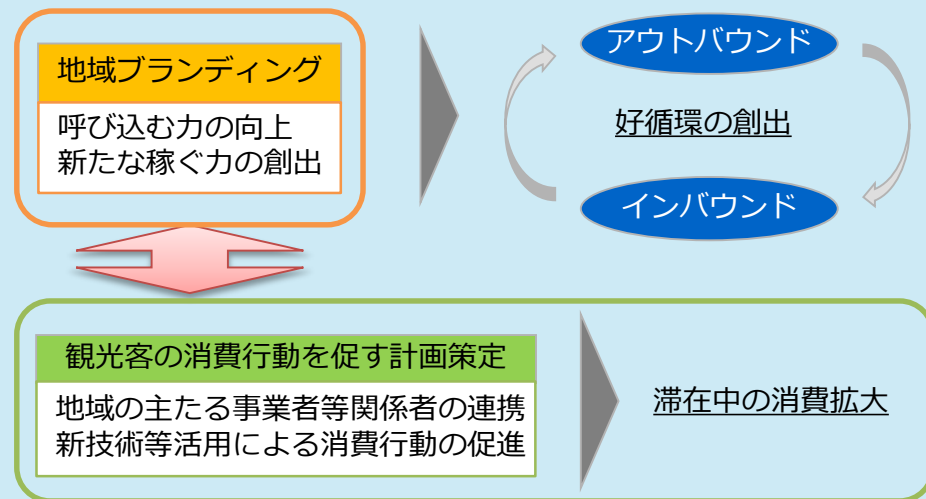 地域ブランディング
呼び込む力の向上
新たな稼ぐ力の創出
アウトバウンド
好循環の創出
インバウンド
観光客の消費行動を促す計画策定
地域の主たる事業者等関係者の連携
新技術等活用による消費行動の促進
滞在中の消費拡大